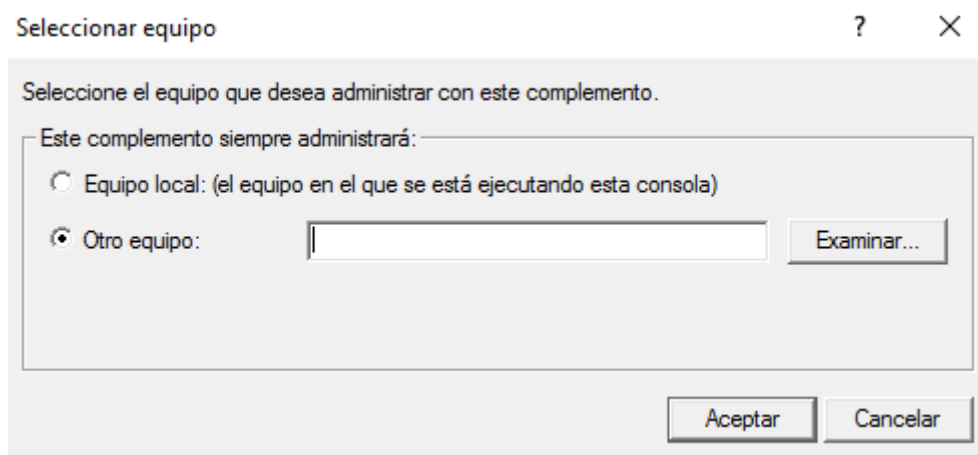 Seleccionar equipo ?
Seleccione el equipo que desea administrar con este complemento.
Este complemento siempre administrará:
Equipo local: (el equipo en el que se está ejecutando esta consola)
Otro equipo: Examinar...
Aceptar Cancelar